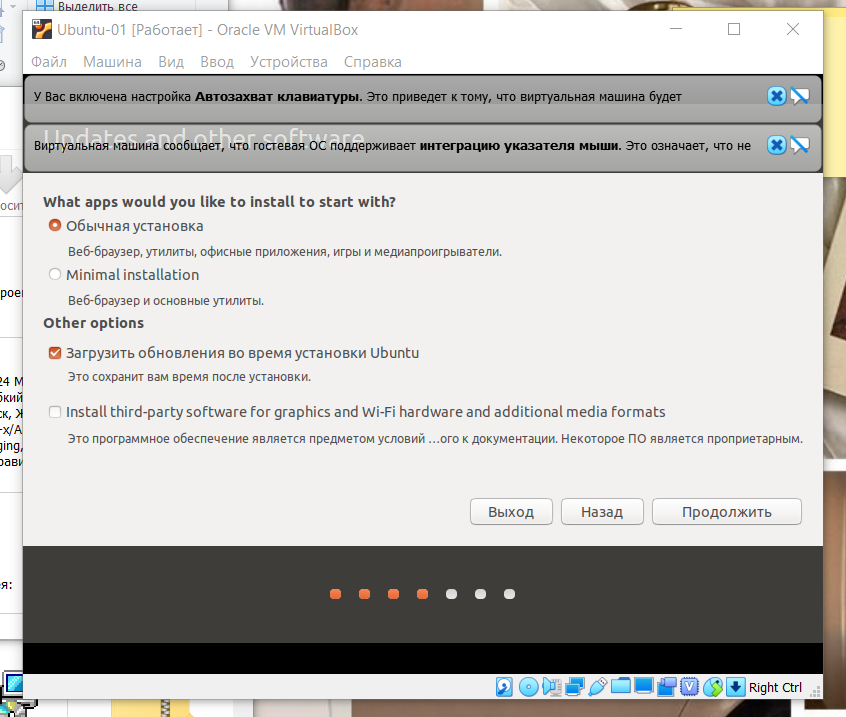 Выделить все
Ubuntu-01 [Работает] - Oracle VM VirtualBox
Файл Машина Вид Ввод Устройства Справка
У Вас включена настройка Автозахват клавиатуры. Это приведет к тому, что виртуальная машина будет
Updates and other software
Виртуальная машина сообщает, что гостевая ОС поддерживает интеграцию указателя мыши. Это означает, что не
What apps would you like to install to start with?
Обычная установка
Веб-браузер, утилиты, офисные приложения, игры и медиапроигрыватели.
Minimal installation
Веб-браузер и основные утилиты.
Other options
Загрузить обновления во время установки Ubuntu
Это сохранит вам время после установки.
Install third-party software for graphics and Wi-Fi hardware and additional media formats
Это программное обеспечение является предметом условий …ого к документации. Некоторое ПО является проприетарным.
Выход Назад Продолжить
Right Ctrl